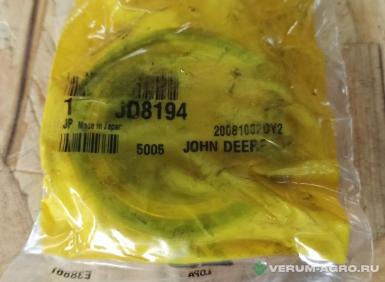 1 JD8194
JP Made in Japan
20081002DY2
5005 JOHN DEERE
VERUM-AGRO.RU